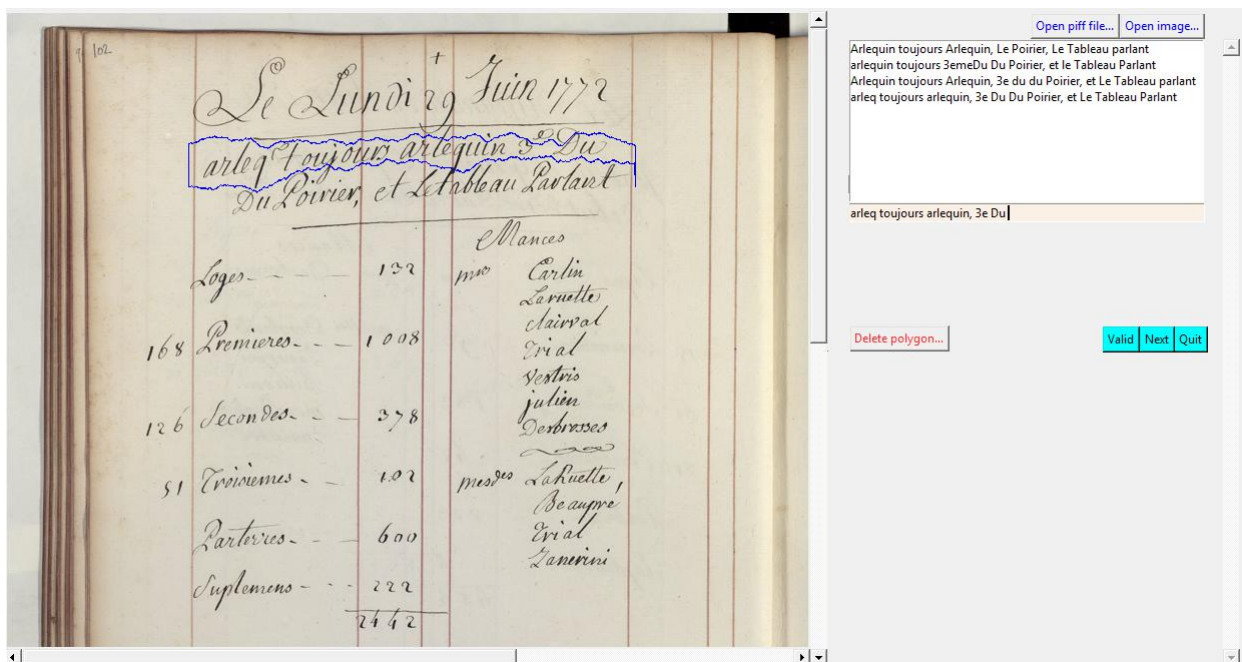 Open piff file... Open image...
Arlequin toujours Arlequin, Le Poirier, Le Tableau parlant
arlequin toujours 3emeDu Du Poirier, et le Tableau Parlant
Arlequin toujours Arlequin, 3e du du Poirier, et Le Tableau parlant
arleq toujours arlequin, 3e Du Du Poirier, et Le Tableau Parlant
arleq toujours arlequin, 3e Du
Delete polygon...
Valid Next Quit
102
Le Lundi 29 Juin 1772
arleq toujours arlequin 3e Du
Du Poirier, et Le tableau Parlant
Mances
Loges 132 mrs Carlin
Laruette
Clairval
168 Premieres 1008 Trial
Vestris
julien
126 Secondes 378 Desbrosses
51 Troisiemes 102 mesdes LaRuette,
Beaupré
Parterres 600 Trial
Zanerini
Suplemens 222
2442